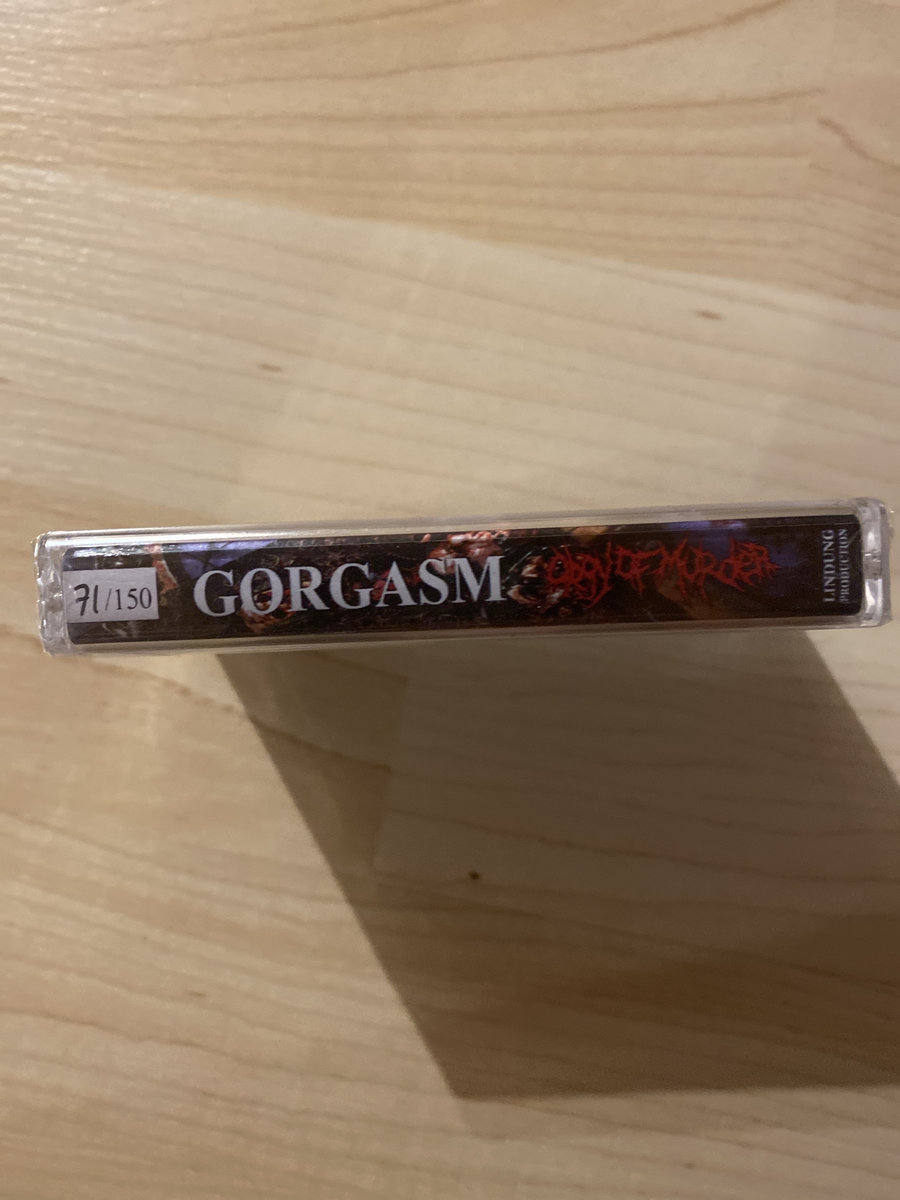 71/150
GORGASM
ORGY OF MURDER
LINDUNG
PRODUCTION